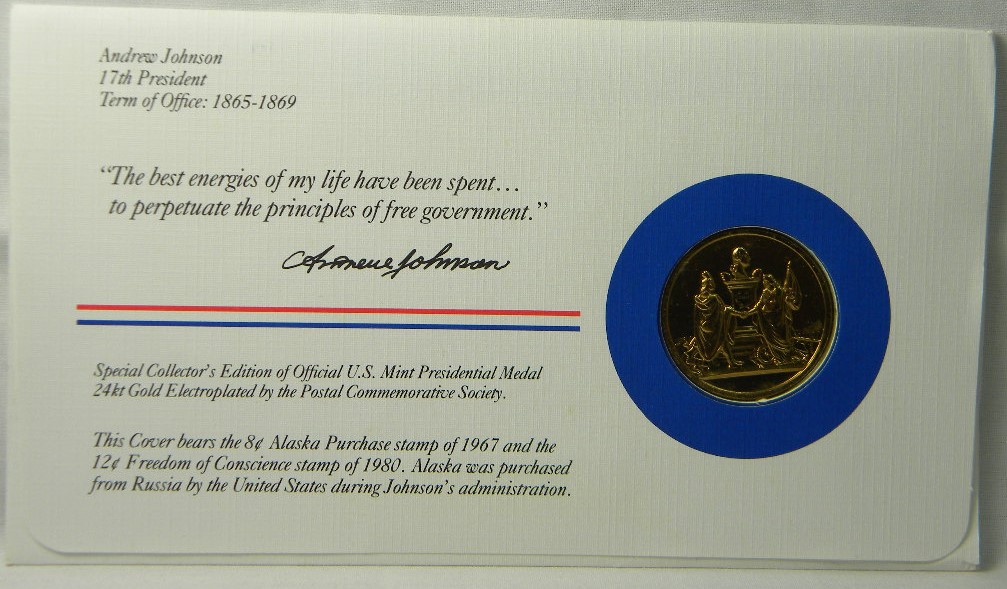 Andrew Johnson
17th President
Term of Office: 1865-1869
“The best energies of my life have been spent…
to perpetuate the principles of free government.”
Andrew Johnson
Special Collector's Edition of Official U.S. Mint Presidential Medal
24kt Gold Electroplated by the Postal Commemorative Society.
This Cover bears the 8¢ Alaska Purchase stamp of 1967 and the
12¢ Freedom of Conscience stamp of 1980. Alaska was purchased
from Russia by the United States during Johnson's administration.